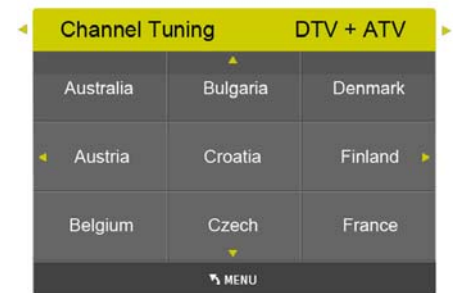 Channel Tuning DTV + ATV
Australia Bulgaria Denmark
Austria Croatia Finland
Belgium Czech France
MENU